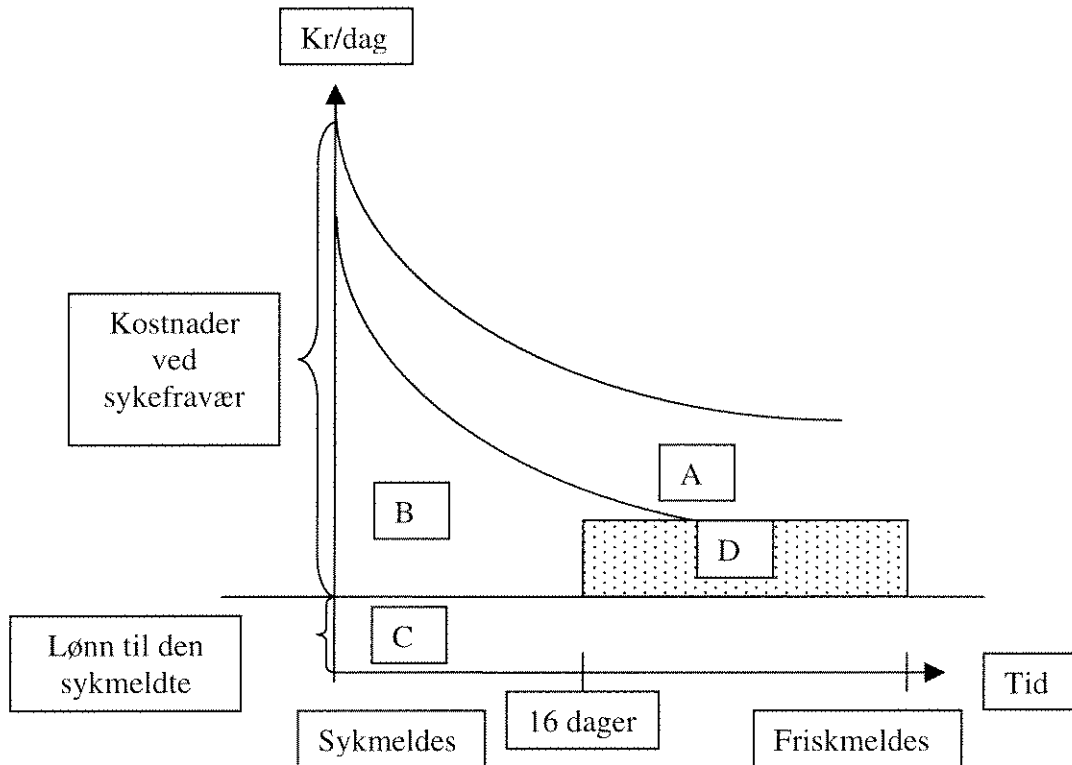 Kr/dag
Kostnader
ved
sykefravær
A
B
D
C
Lønn til den
sykmeldte
Tid
16 dager
Sykmeldes
Friskmeldes